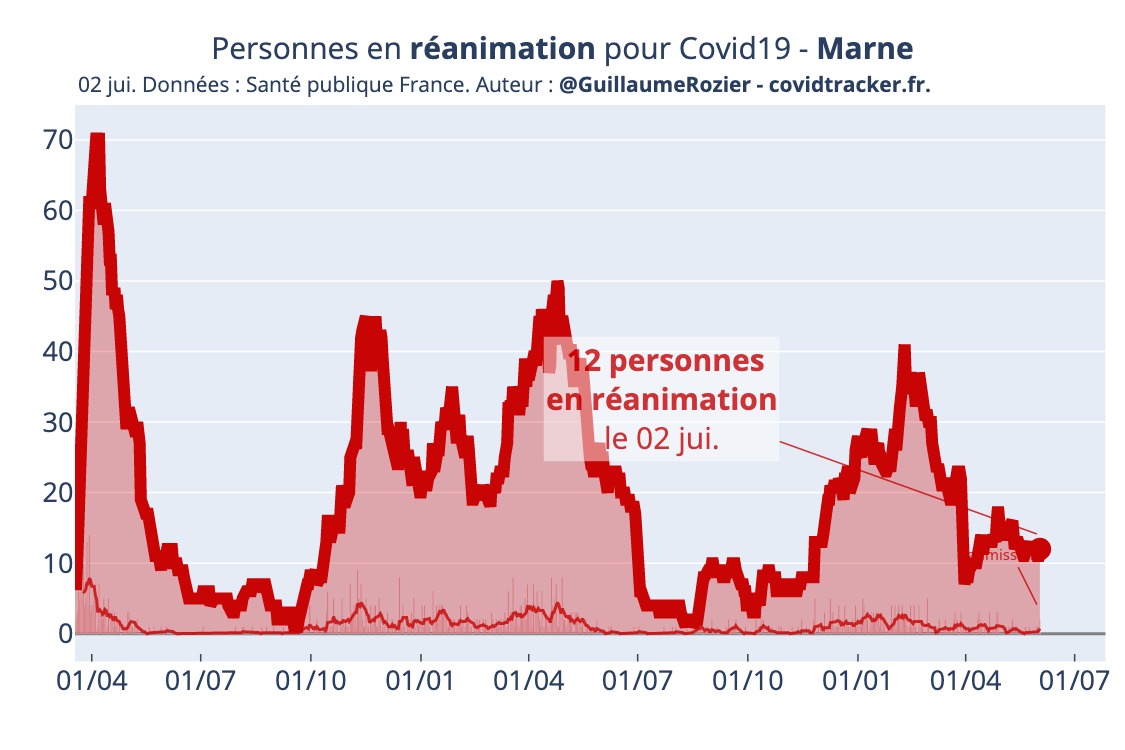 Personnes en réanimation pour Covid19 - Marne
02 jui. Données : Santé publique France. Auteur : @GuillaumeRozier - covidtracker.fr.
70
60
50
40
30
20
10
0
12 personnes
en réanimation
le 02 jui.
01/04 01/07 01/10 01/01 01/04 01/07 01/10 01/01 01/04 01/07